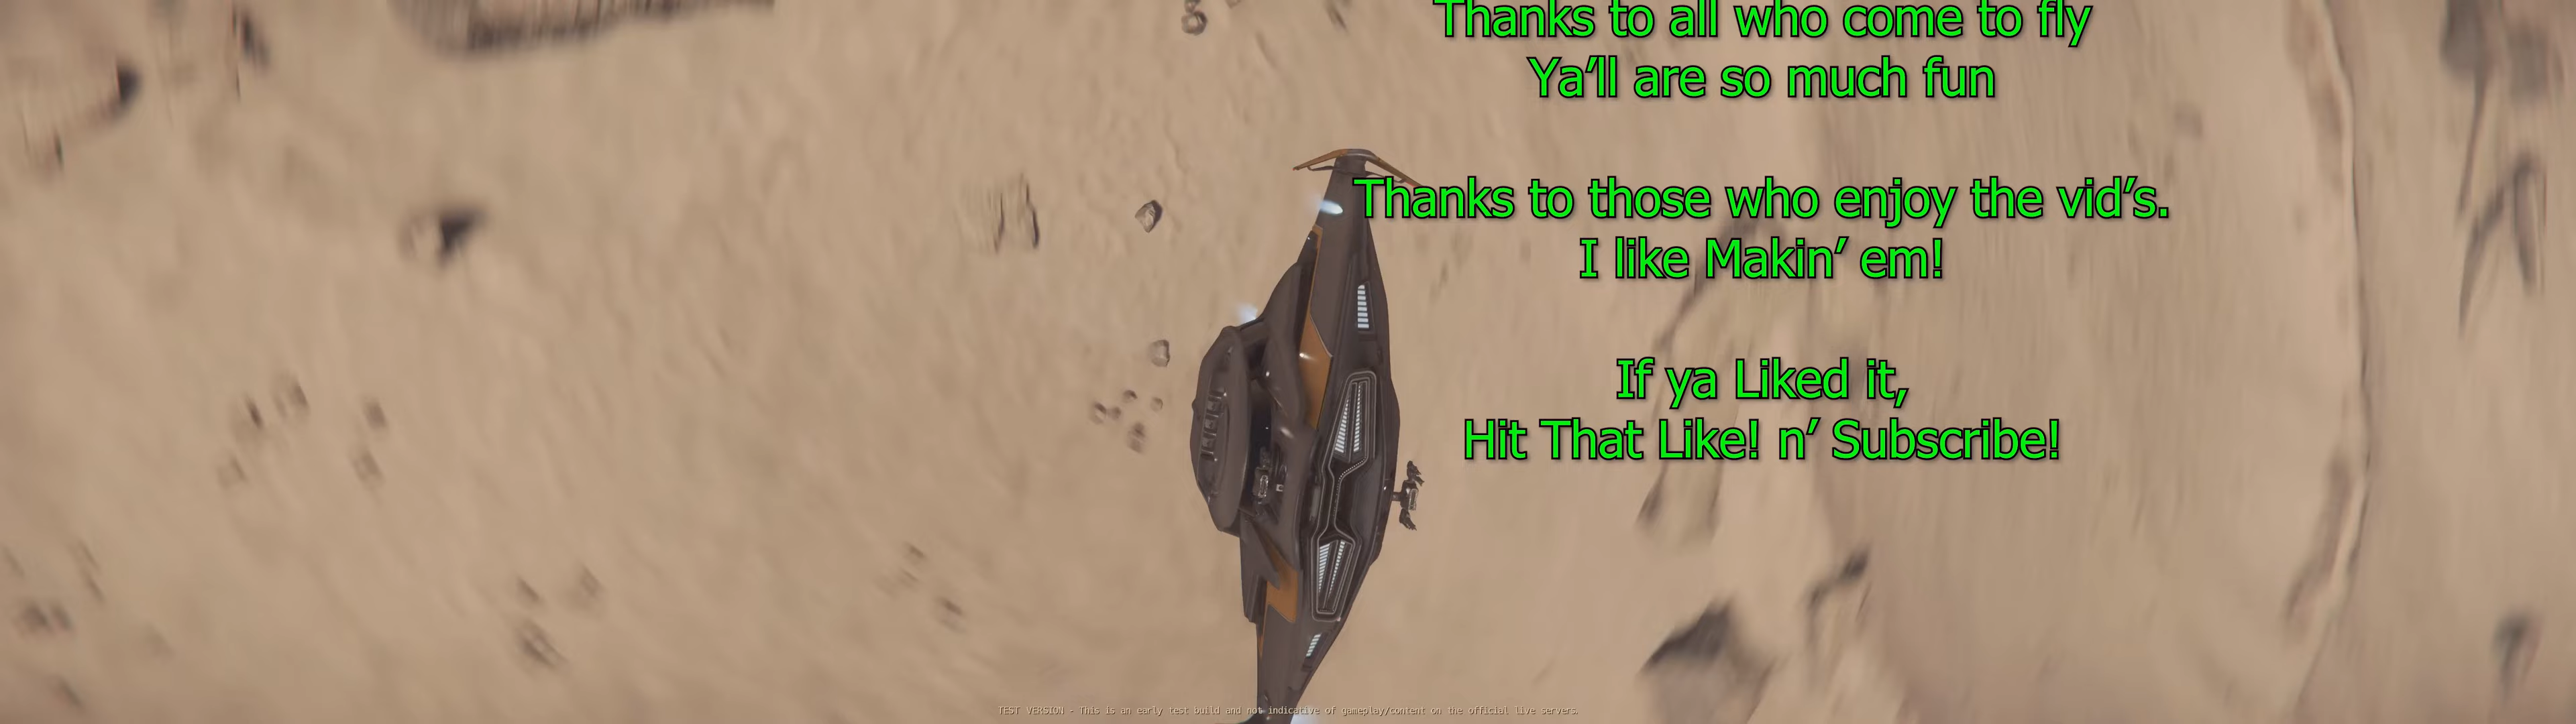 Thanks to all who come to fly
Ya'll are so much fun
Thanks to those who enjoy the vid's.
I like Makin' em!
If ya Liked it,
Hit That Like! n' Subscribe!
TEST VERSION - This is an early test build and not indicative of gameplay/content on the official live servers.